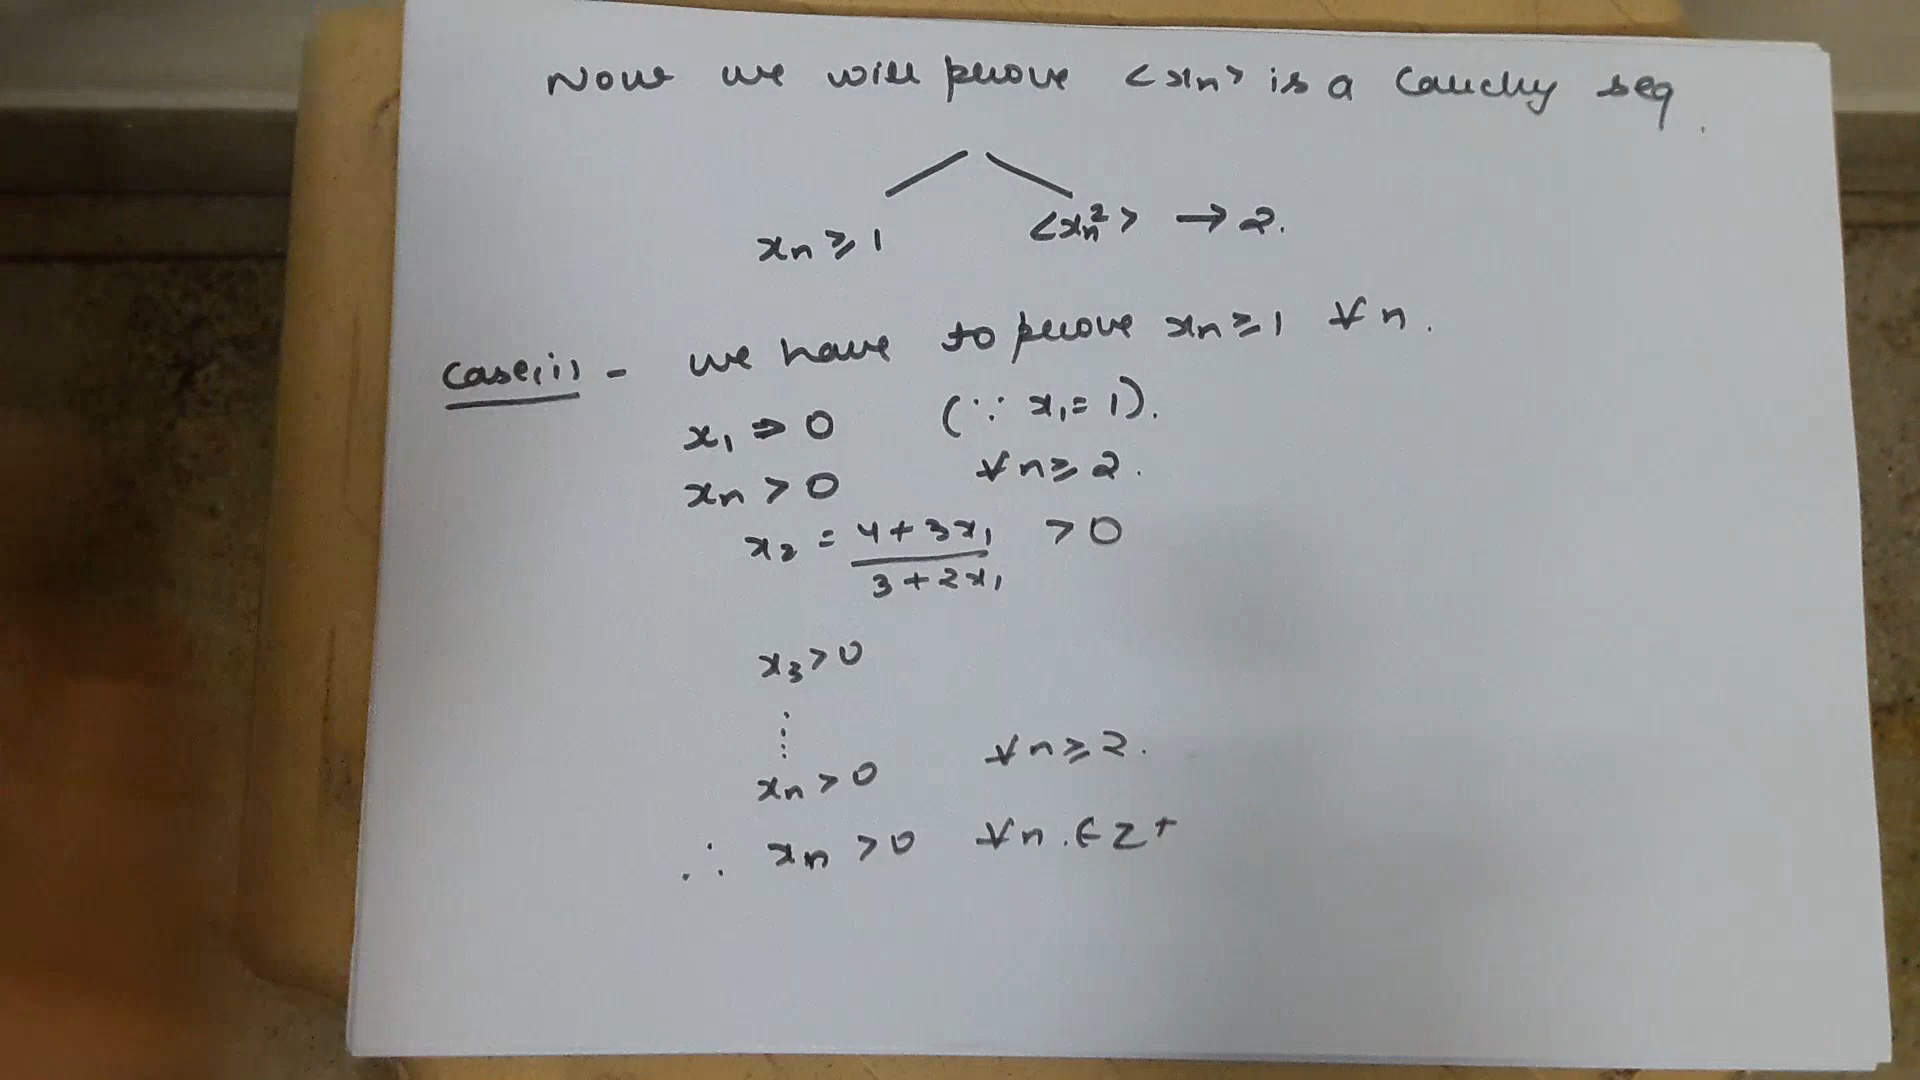 Now we will prove <xn> is a Cauchy seq.
xn ≥ 1 <xn²> → 2.
Case(i) - we have to prove xn ≥ 1 ∀ n.
x₁ => 0 (∵ x₁ = 1).
xn > 0 ∀ n ≥ 2.
x₂ = 4 + 3x₁ / 3 + 2x₁ > 0
x₃ > 0
⋮
xn > 0 ∀ n ≥ 2.
∴ xn > 0 ∀ n . ∈ Z⁺